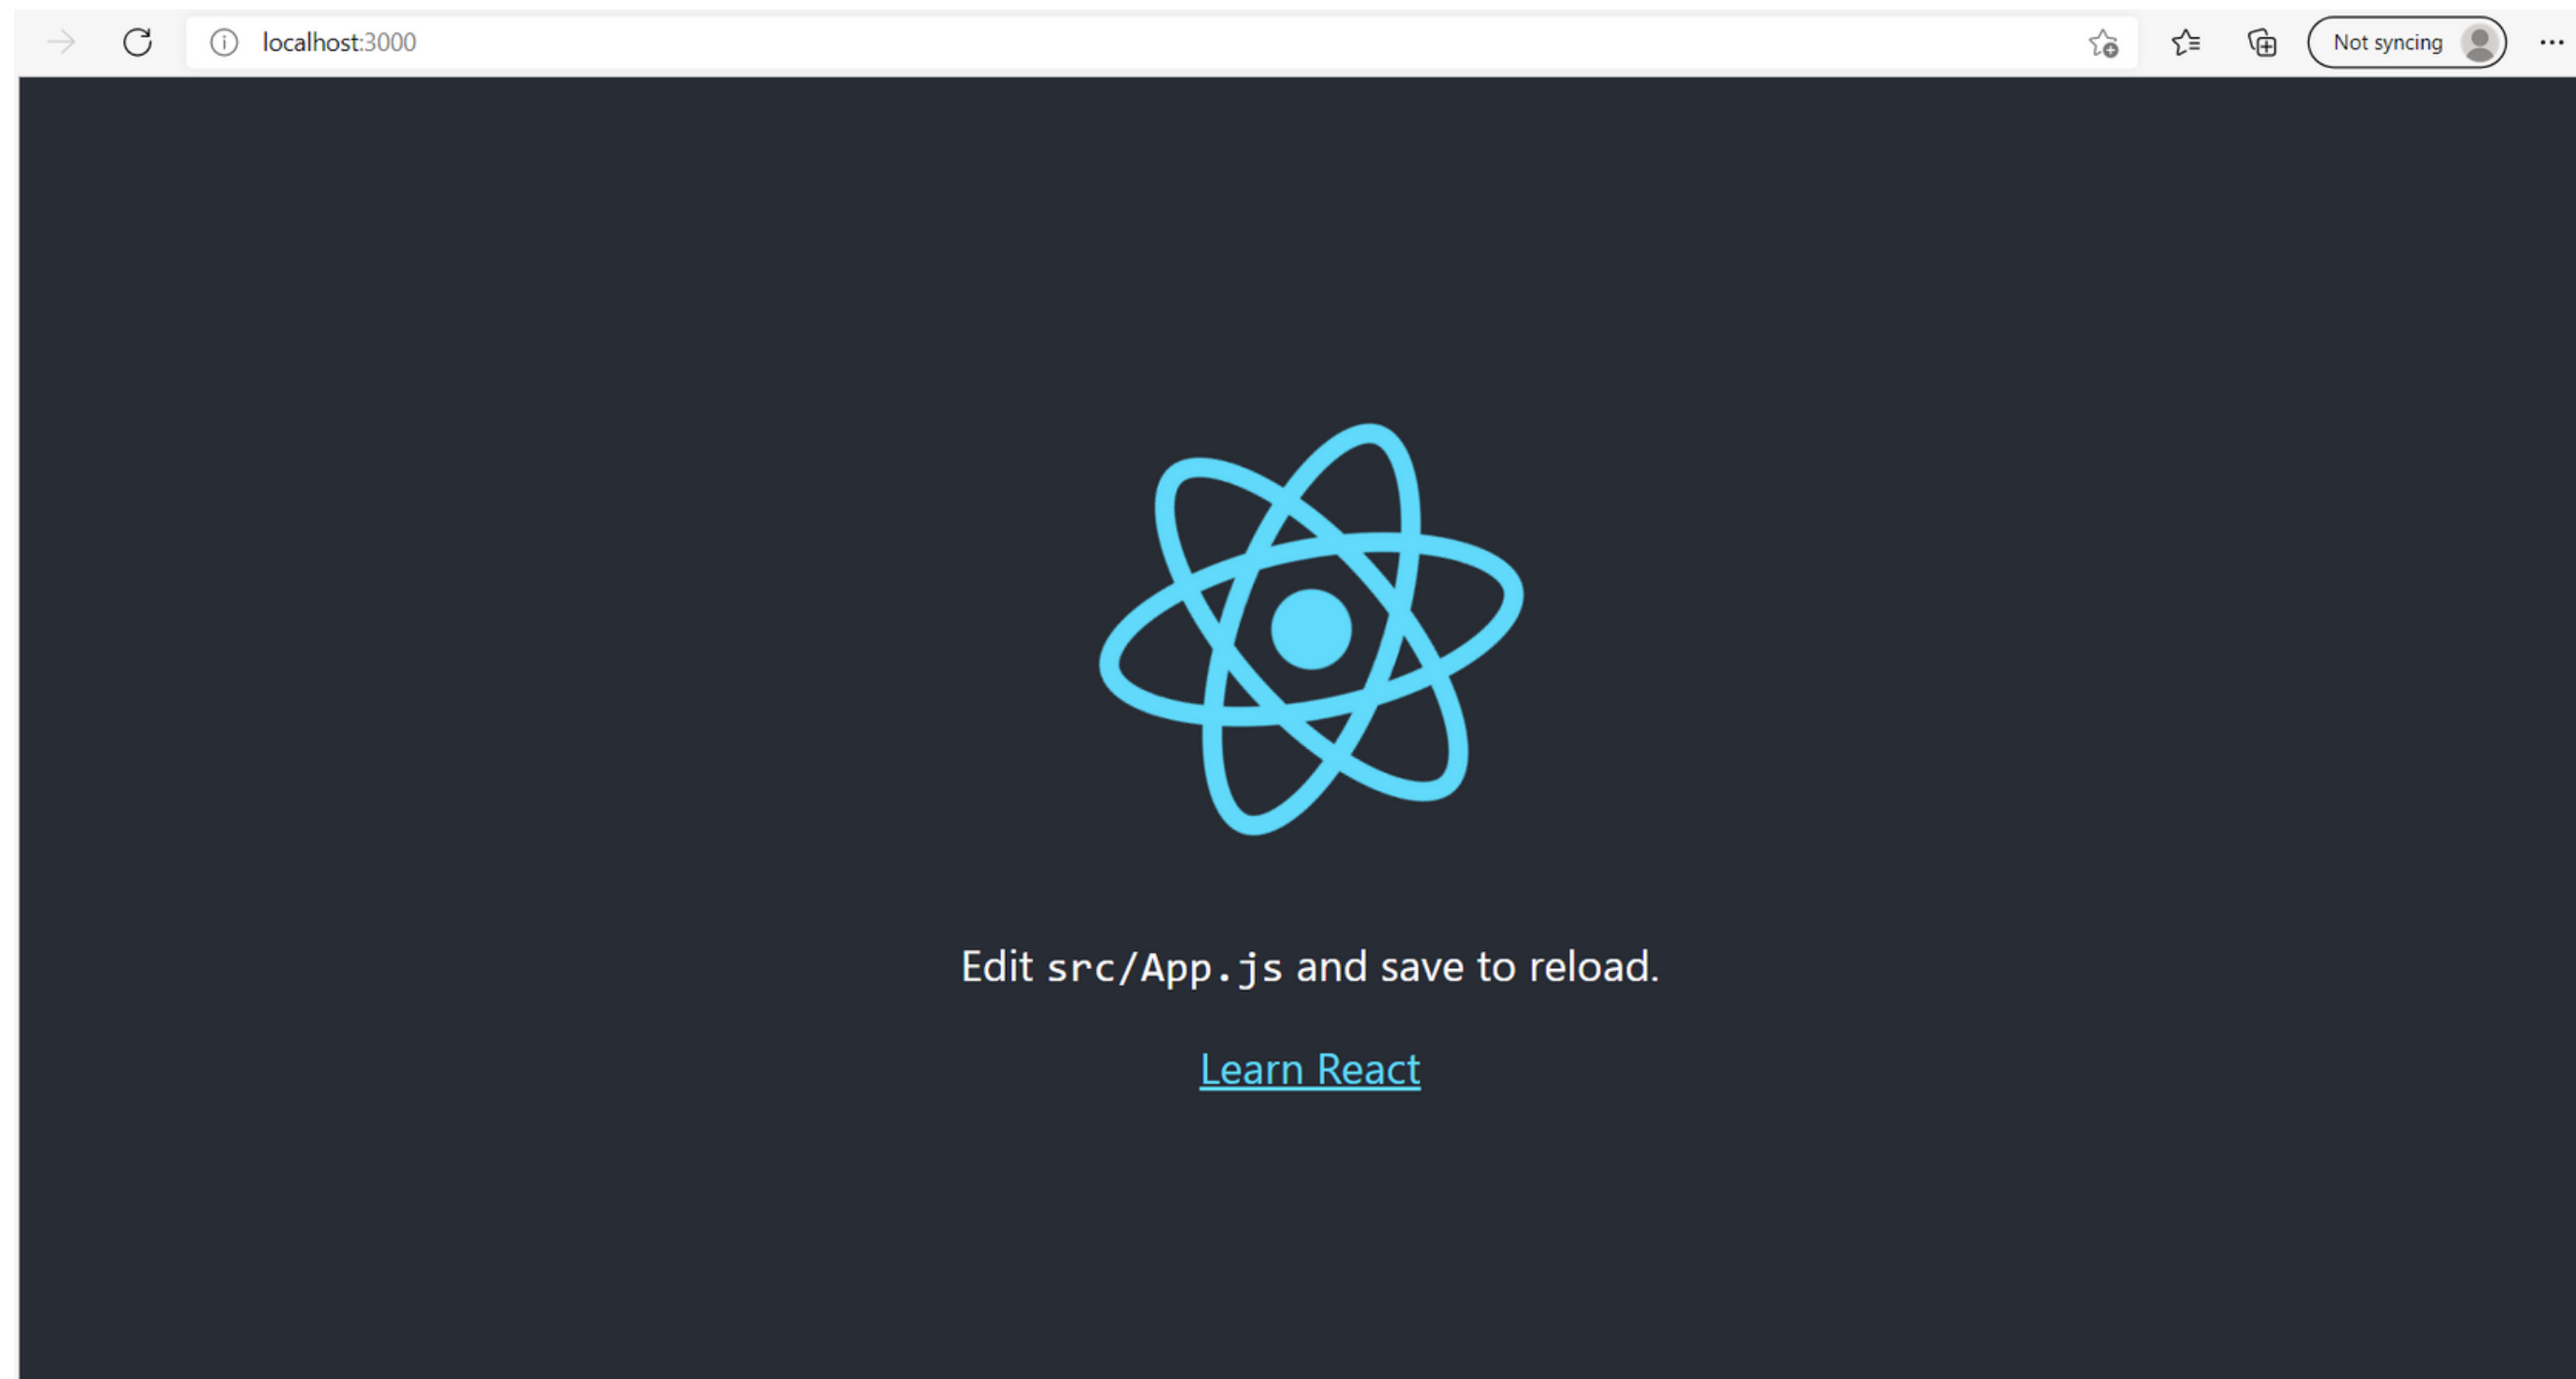 localhost:3000
Not syncing
Edit src/App.js and save to reload.
Learn React